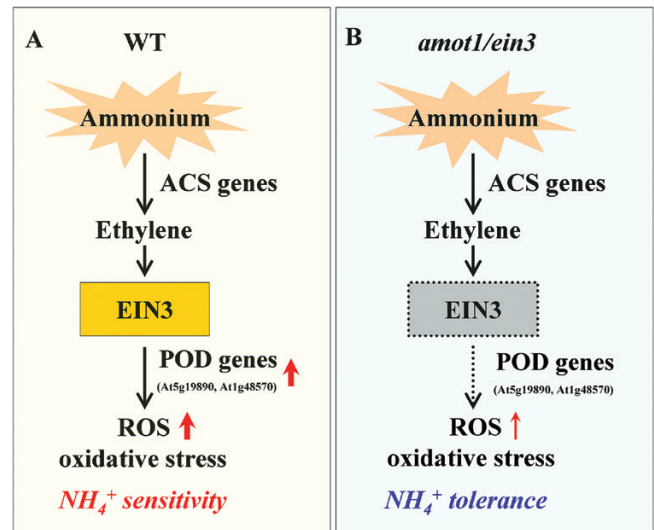 A
WT
Ammonium
ACS genes
Ethylene
EIN3
POD genes
(At5g19890, At1g48570)
ROS
oxidative stress
NH₄⁺ sensitivity
B
amot1/ein3
Ammonium
ACS genes
Ethylene
EIN3
POD genes
(At5g19890, At1g48570)
ROS
oxidative stress
NH₄⁺ tolerance